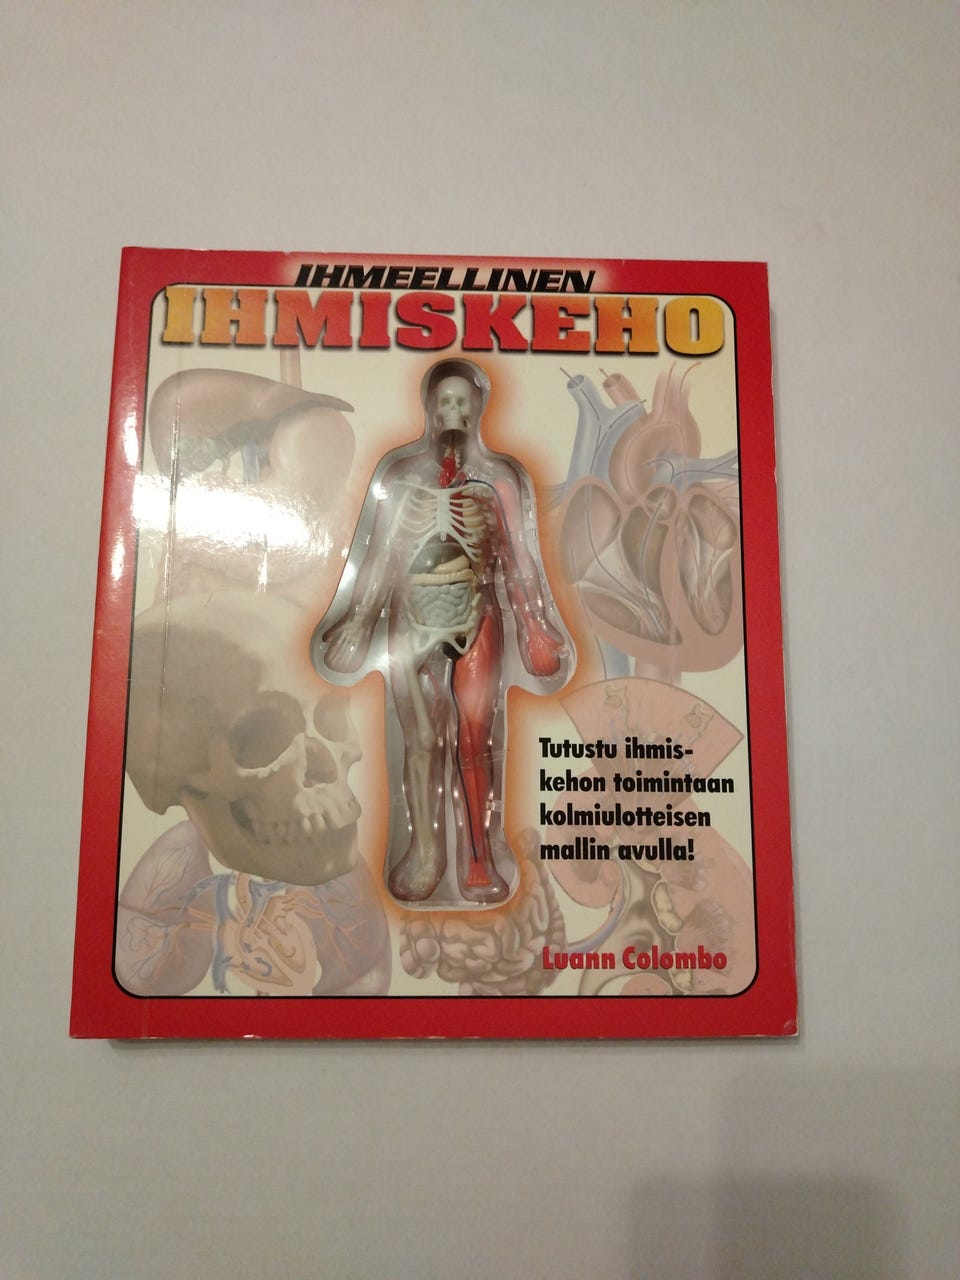 IHMEELLINEN
IHMISKEHO
Tutustu ihmis-
kehon toimintaan
kolmiulotteisen
mallin avulla!
Luann Colombo